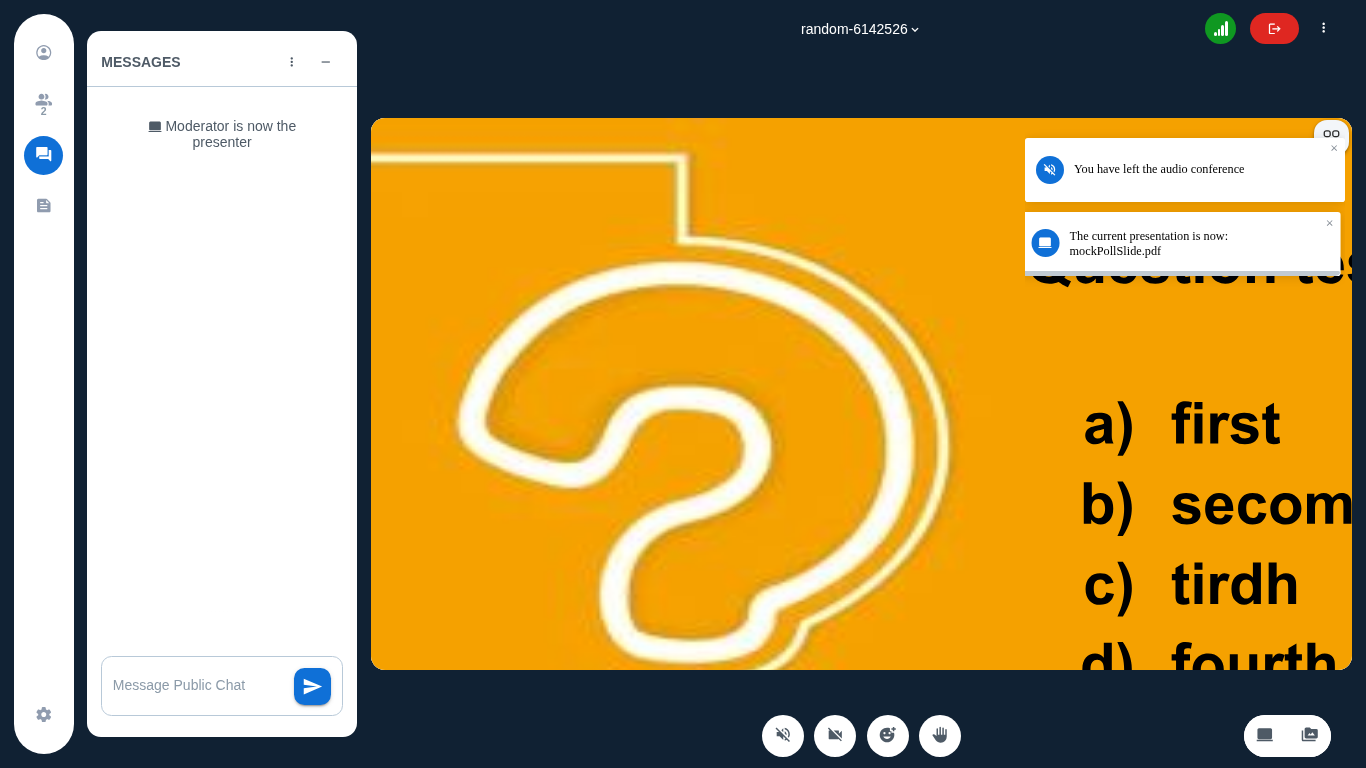 random-6142526
2
MESSAGES
Moderator is now the
presenter
Message Public Chat
You have left the audio conference
The current presentation is now:
mockPollSlide.pdf
a) first
b) secom
c) tirdh
d) fourth